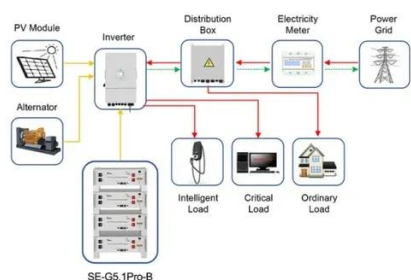 PV Module
Inverter
Distribution
Box
Electricity
Meter
Power
Grid
Alternator
Intelligent
Load
Critical
Load
Ordinary
Load
SE-G5.1Pro-B